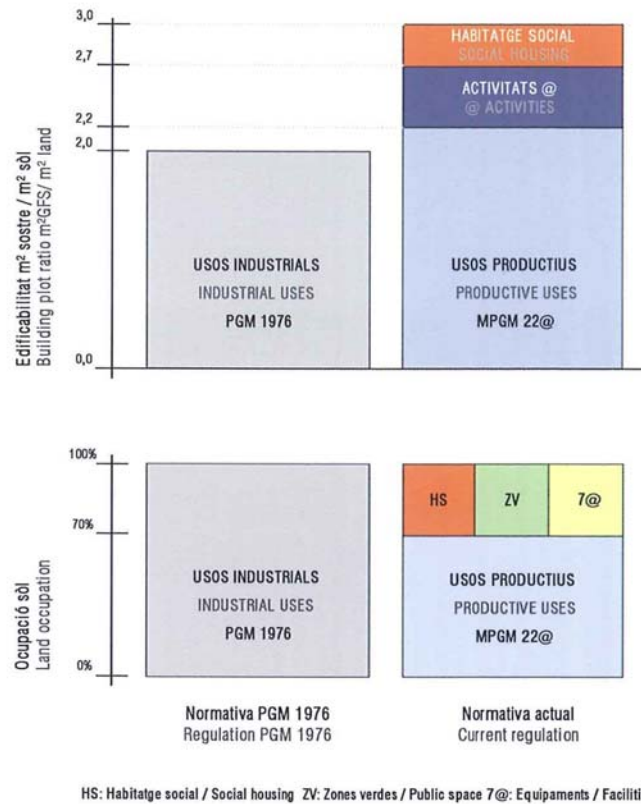 Edificabilitat m² sostre / m² sòl
Building plot ratio m²GFS/ m² land
3,0
2,7
2,2
2,0
0,0
USOS INDUSTRIALS
INDUSTRIAL USES
PGM 1976
HABITATGE SOCIAL
SOCIAL HOUSING
ACTIVITATS @
@ ACTIVITIES
USOS PRODUCTIUS
PRODUCTIVE USES
MPGM 22@
Ocupació sòl
Land occupation
100%
70%
0%
USOS INDUSTRIALS
INDUSTRIAL USES
PGM 1976
HS
ZV
7@
USOS PRODUCTIUS
PRODUCTIVE USES
MPGM 22@
Normativa PGM 1976
Regulation PGM 1976
Normativa actual
Current regulation
HS: Habitatge social / Social housing ZV: Zones verdes / Public space 7@: Equipaments / Faciliti